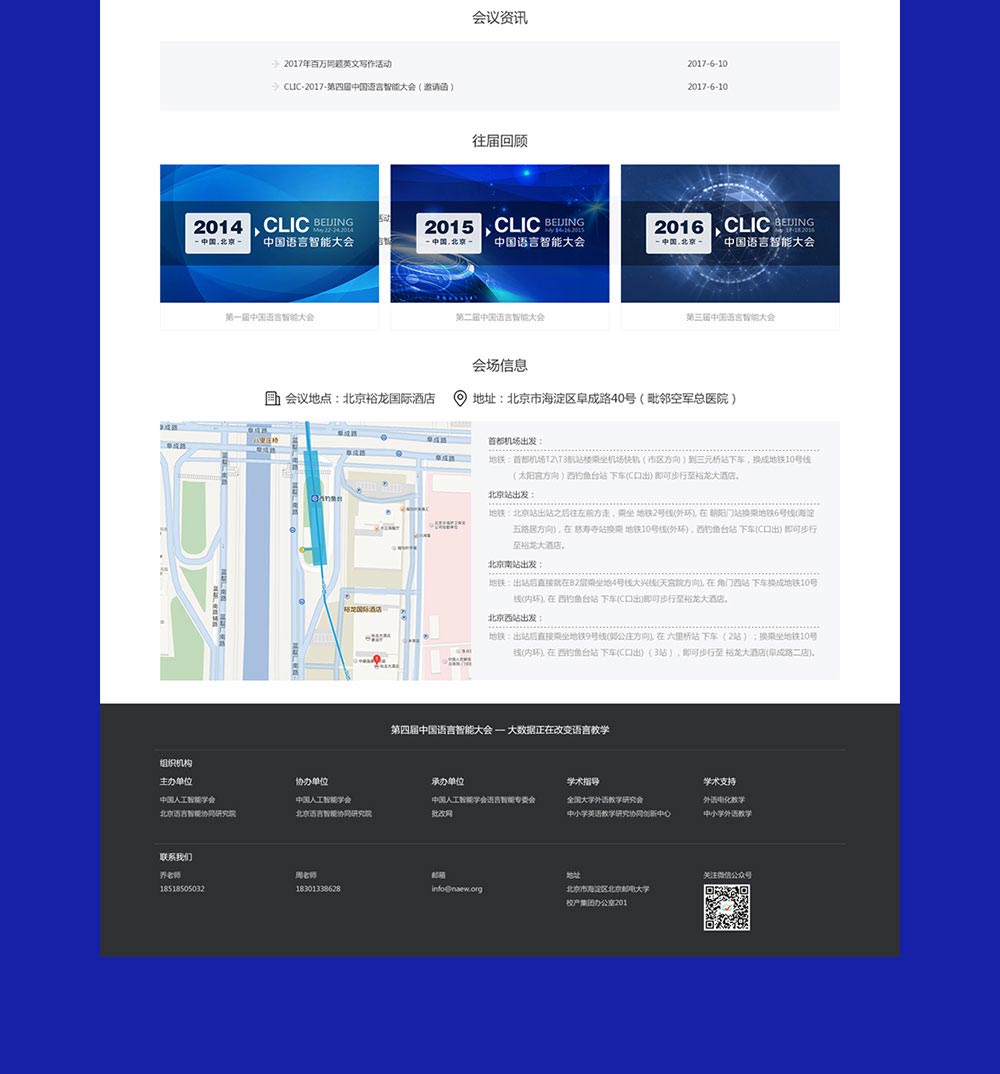 会议资讯
2017年百万同题英文写作活动
2017-6-10
CLIC-2017-第四届中国语言智能大会（邀请函）
2017-6-10
往届回顾
2014
-中国.北京-
CLIC BEIJING
May 22-24.2014
中国语言智能大会
2015
-中国.北京-
CLIC BEIJING
中国语言智能大会
2016
-中国.北京-
CLIC BEIJING
中国语言智能大会
第一届中国语言智能大会
第二届中国语言智能大会
第三届中国语言智能大会
会场信息
会议地点：北京裕龙国际酒店
地址：北京市海淀区阜成路40号（毗邻空军总医院）
阜成路
八里庄桥
西钓鱼台
裕龙国际酒店
首都机场出发：
地铁：首都机场T2\T3航站楼乘坐机场快轨（市区方向）到三元桥站下车，换成地铁10号线
（太阳宫方向）西钓鱼台站 下车(C口出) 即可步行至裕龙大酒店。
北京站出发：
地铁：北京站出站之后往左前方走，乘坐 地铁2号线(外环), 在 朝阳门站换乘地铁6号线(海淀
五路居方向)，在 慈寿寺站换乘 地铁10号线(外环)，西钓鱼台站 下车(C口出) 即可步行
至裕龙大酒店。
北京南站出发：
地铁：出站后直接就在B2层乘坐地4号线大兴线(天宫院方向), 在 角门西站 下车换成地铁10号
线(内环), 在 西钓鱼台站 下车(C口出)即可步行至裕龙大酒店。
北京西站出发：
地铁：出站后直接乘坐地铁9号线(郭公庄方向), 在 六里桥站 下车（2站）；换乘坐地铁10号
线(内环), 在 西钓鱼台站 下车(C口出)（3站），即可步行至 裕龙大酒店(阜成路二店)。
第四届中国语言智能大会 — 大数据正在改变语言教学
组织机构
主办单位
中国人工智能学会
北京语言智能协同研究院
协办单位
中国人工智能学会
北京语言智能协同研究院
承办单位
中国人工智能学会语言智能专委会
批改网
学术指导
全国大学外语教学研究会
中小学英语教学研究协同创新中心
学术支持
外语电化教学
中小学外语教学
联系我们
乔老师
18518505032
周老师
18301338628
邮箱
info@naew.org
地址
北京市海淀区北京邮电大学
校产集团办公室201
关注微信公众号